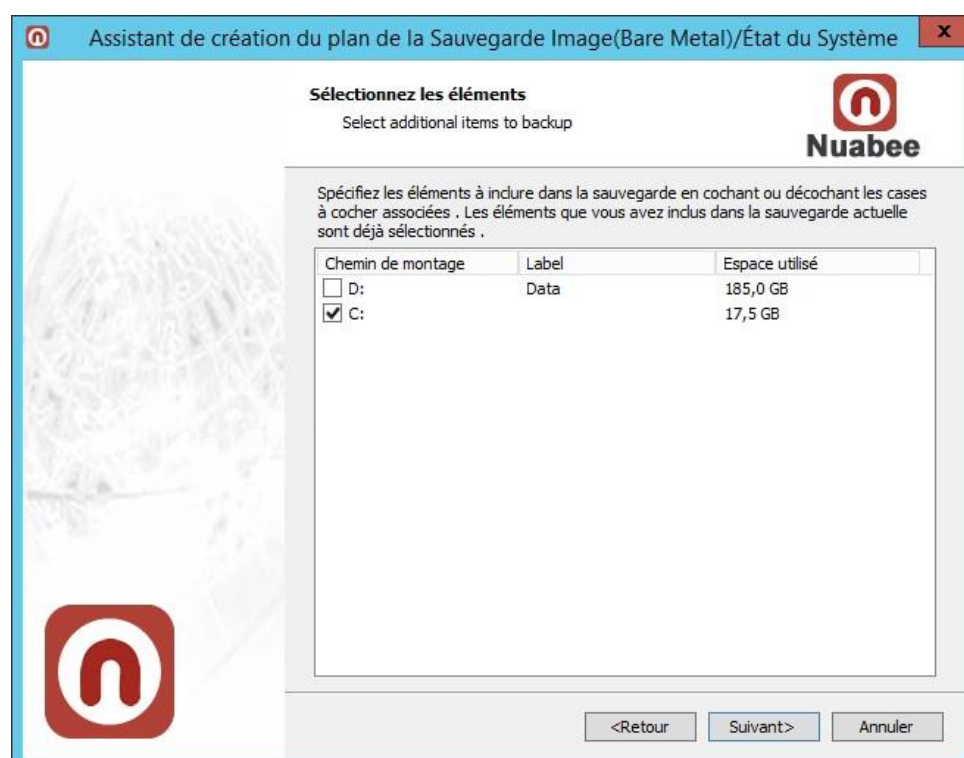 Assistant de création du plan de la Sauvegarde Image(Bare Metal)/État du Système
x
Sélectionnez les éléments
Select additional items to backup
Nuabee
Spécifiez les éléments à inclure dans la sauvegarde en cochant ou décochant les cases
à cocher associées . Les éléments que vous avez inclus dans la sauvegarde actuelle
sont déjà sélectionnés .
Chemin de montage Label Espace utilisé
D: Data 185,0 GB
C: 17,5 GB
<Retour Suivant> Annuler